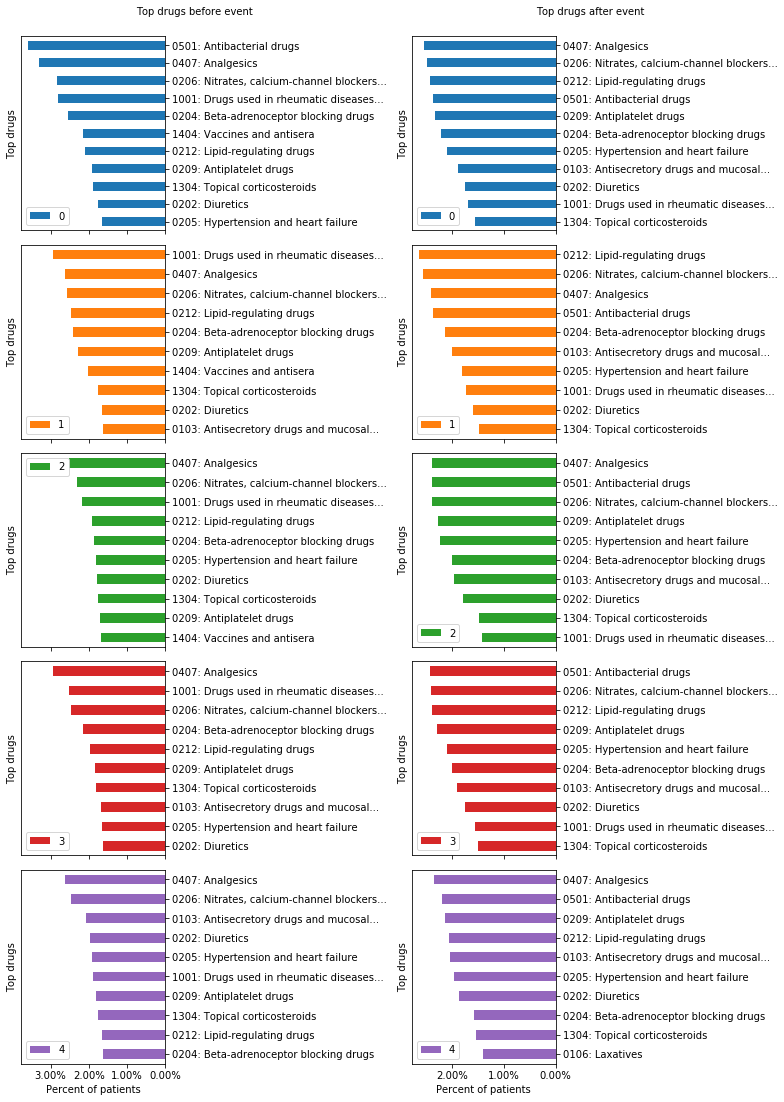 Top drugs before event
Top drugs
0501: Antibacterial drugs
0407: Analgesics
0206: Nitrates, calcium-channel blockers...
1001: Drugs used in rheumatic diseases...
0204: Beta-adrenoceptor blocking drugs
1404: Vaccines and antisera
0212: Lipid-regulating drugs
0209: Antiplatelet drugs
1304: Topical corticosteroids
0202: Diuretics
0205: Hypertension and heart failure
0
Top drugs
1001: Drugs used in rheumatic diseases...
0407: Analgesics
0206: Nitrates, calcium-channel blockers...
0212: Lipid-regulating drugs
0204: Beta-adrenoceptor blocking drugs
0209: Antiplatelet drugs
1404: Vaccines and antisera
1304: Topical corticosteroids
0202: Diuretics
0103: Antisecretory drugs and mucosal...
1
Top drugs
2
0407: Analgesics
0206: Nitrates, calcium-channel blockers...
1001: Drugs used in rheumatic diseases...
0212: Lipid-regulating drugs
0204: Beta-adrenoceptor blocking drugs
0205: Hypertension and heart failure
0202: Diuretics
1304: Topical corticosteroids
0209: Antiplatelet drugs
1404: Vaccines and antisera
Top drugs
0407: Analgesics
1001: Drugs used in rheumatic diseases...
0206: Nitrates, calcium-channel blockers...
0204: Beta-adrenoceptor blocking drugs
0212: Lipid-regulating drugs
0209: Antiplatelet drugs
1304: Topical corticosteroids
0103: Antisecretory drugs and mucosal...
0205: Hypertension and heart failure
0202: Diuretics
3
Top drugs
0407: Analgesics
0206: Nitrates, calcium-channel blockers...
0103: Antisecretory drugs and mucosal...
0202: Diuretics
0205: Hypertension and heart failure
1001: Drugs used in rheumatic diseases...
0209: Antiplatelet drugs
1304: Topical corticosteroids
0212: Lipid-regulating drugs
0204: Beta-adrenoceptor blocking drugs
4
3.00% 2.00% 1.00% 0.00%
Percent of patients
Top drugs after event
Top drugs
0407: Analgesics
0206: Nitrates, calcium-channel blockers...
0212: Lipid-regulating drugs
0501: Antibacterial drugs
0209: Antiplatelet drugs
0204: Beta-adrenoceptor blocking drugs
0205: Hypertension and heart failure
0103: Antisecretory drugs and mucosal...
0202: Diuretics
1001: Drugs used in rheumatic diseases...
1304: Topical corticosteroids
0
Top drugs
0212: Lipid-regulating drugs
0206: Nitrates, calcium-channel blockers...
0407: Analgesics
0501: Antibacterial drugs
0204: Beta-adrenoceptor blocking drugs
0103: Antisecretory drugs and mucosal...
0205: Hypertension and heart failure
1001: Drugs used in rheumatic diseases...
0202: Diuretics
1304: Topical corticosteroids
1
Top drugs
0407: Analgesics
0501: Antibacterial drugs
0206: Nitrates, calcium-channel blockers...
0209: Antiplatelet drugs
0205: Hypertension and heart failure
0204: Beta-adrenoceptor blocking drugs
0103: Antisecretory drugs and mucosal...
0202: Diuretics
1304: Topical corticosteroids
1001: Drugs used in rheumatic diseases...
2
Top drugs
0501: Antibacterial drugs
0206: Nitrates, calcium-channel blockers...
0212: Lipid-regulating drugs
0209: Antiplatelet drugs
0205: Hypertension and heart failure
0204: Beta-adrenoceptor blocking drugs
0103: Antisecretory drugs and mucosal...
0202: Diuretics
1001: Drugs used in rheumatic diseases...
1304: Topical corticosteroids
3
Top drugs
0407: Analgesics
0501: Antibacterial drugs
0209: Antiplatelet drugs
0212: Lipid-regulating drugs
0103: Antisecretory drugs and mucosal...
0205: Hypertension and heart failure
0202: Diuretics
0204: Beta-adrenoceptor blocking drugs
1304: Topical corticosteroids
0106: Laxatives
4
2.00% 1.00% 0.00%
Percent of patients